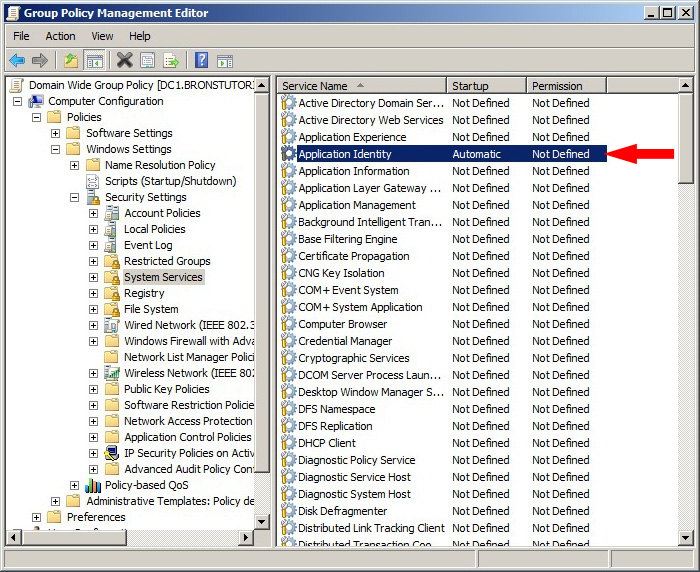 Group Policy Management Editor
File Action View Help
Domain Wide Group Policy [DC1.BRONSTUTOR
Computer Configuration
Policies
Software Settings
Windows Settings
Name Resolution Policy
Scripts (Startup/Shutdown)
Security Settings
Account Policies
Local Policies
Event Log
Restricted Groups
System Services
Registry
File System
Wired Network (IEEE 802.3
Windows Firewall with Adva
Network List Manager Polici
Wireless Network (IEEE 802
Public Key Policies
Software Restriction Policie
Network Access Protection
Application Control Policies
IP Security Policies on Activ
Advanced Audit Policy Con
Policy-based QoS
Administrative Templates: Policy de
Preferences
Service Name Startup Permission
Active Directory Domain Ser... Not Defined Not Defined
Active Directory Web Services Not Defined Not Defined
Application Experience Not Defined Not Defined
Application Identity Automatic Not Defined
Application Information Not Defined Not Defined
Application Layer Gateway ... Not Defined Not Defined
Application Management Not Defined Not Defined
Background Intelligent Tran... Not Defined Not Defined
Base Filtering Engine Not Defined Not Defined
Certificate Propagation Not Defined Not Defined
CNG Key Isolation Not Defined Not Defined
COM+ Event System Not Defined Not Defined
COM+ System Application Not Defined Not Defined
Computer Browser Not Defined Not Defined
Credential Manager Not Defined Not Defined
Cryptographic Services Not Defined Not Defined
DCOM Server Process Laun... Not Defined Not Defined
Desktop Window Manager S... Not Defined Not Defined
DFS Namespace Not Defined Not Defined
DFS Replication Not Defined Not Defined
DHCP Client Not Defined Not Defined
Diagnostic Policy Service Not Defined Not Defined
Diagnostic Service Host Not Defined Not Defined
Diagnostic System Host Not Defined Not Defined
Disk Defragmenter Not Defined Not Defined
Distributed Link Tracking Client Not Defined Not Defined
Distributed Transaction Coo... Not Defined Not Defined